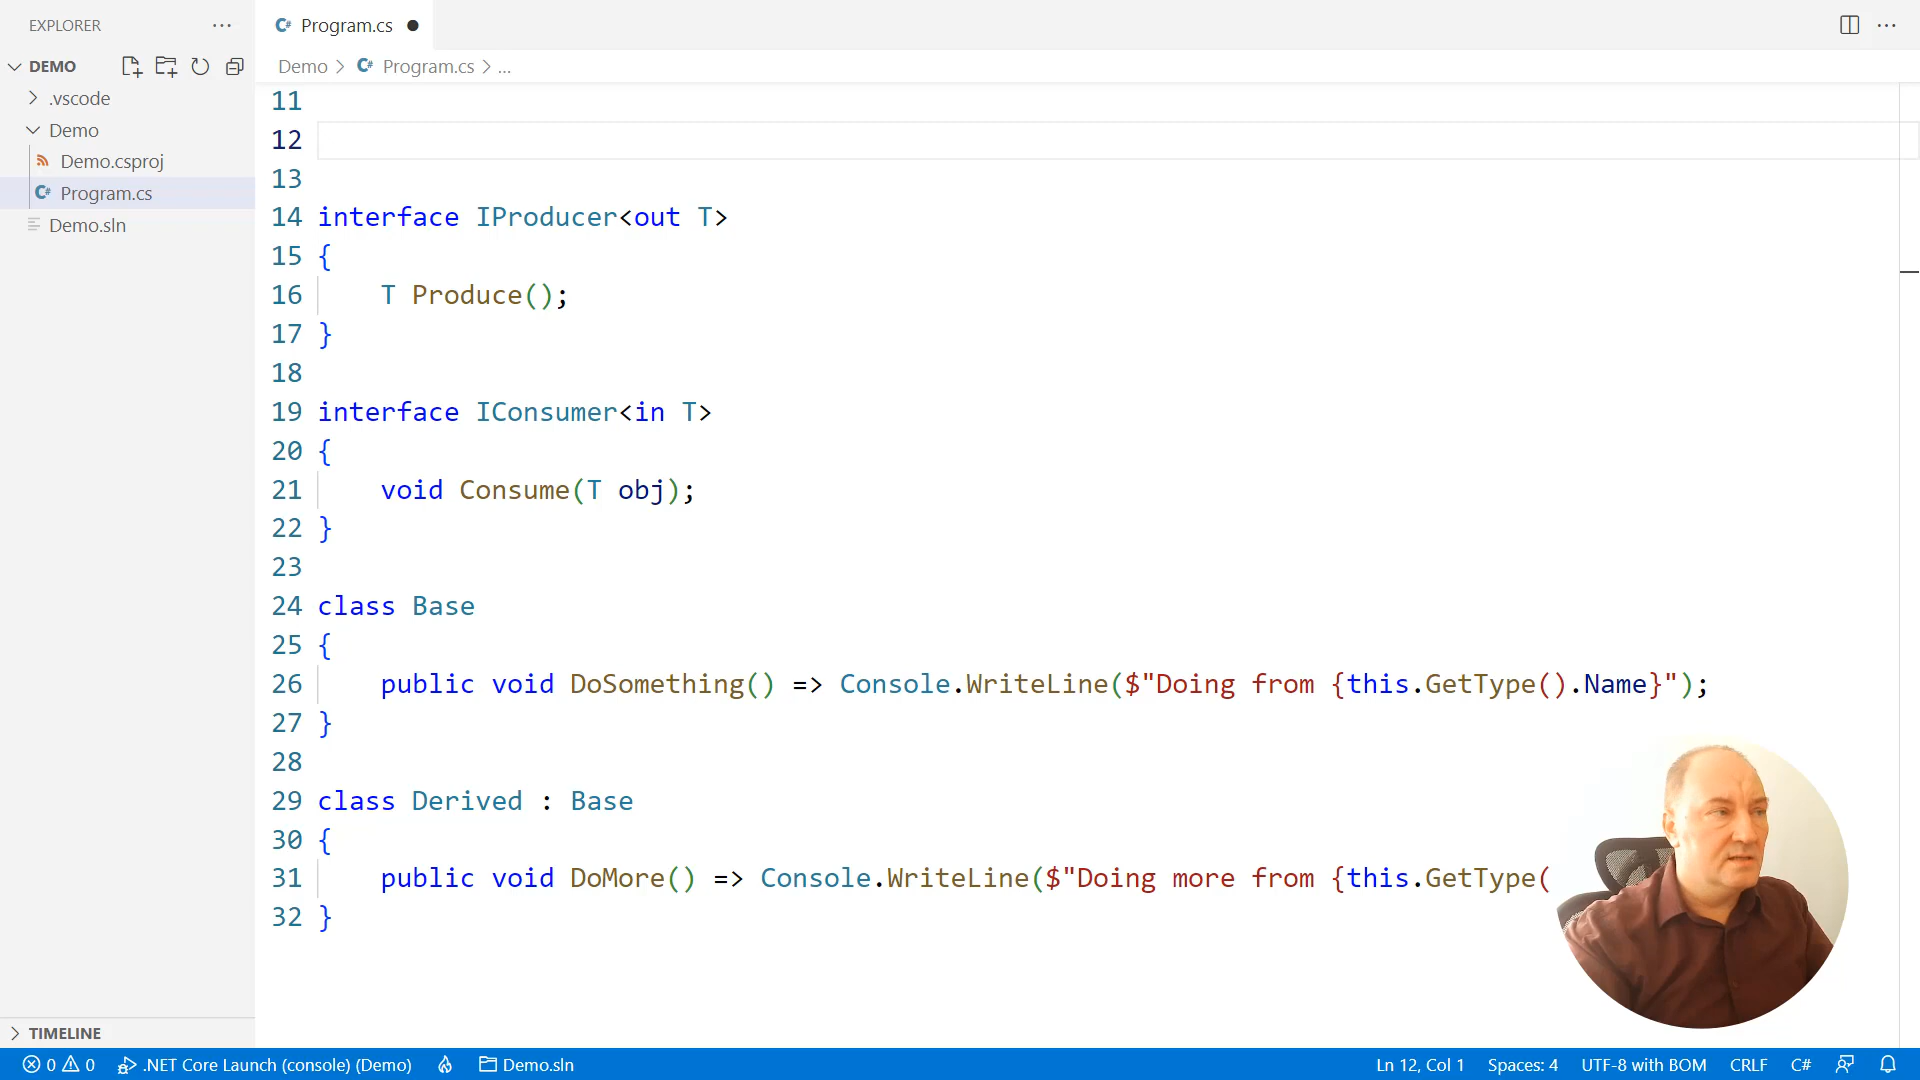 EXPLORER
Program.cs
DEMO
Demo > Program.cs > ...
.vscode
Demo
Demo.csproj
Program.cs
Demo.sln
11
12
13
14 interface IProducer<out T>
15 {
16     T Produce();
17 }
18
19 interface IConsumer<in T>
20 {
21     void Consume(T obj);
22 }
23
24 class Base
25 {
26     public void DoSomething() => Console.WriteLine($"Doing from {this.GetType().Name}");
27 }
28
29 class Derived : Base
30 {
31     public void DoMore() => Console.WriteLine($"Doing more from {this.GetType(
32 }
TIMELINE
0 0 .NET Core Launch (console) (Demo) Demo.sln Ln 12, Col 1 Spaces: 4 UTF-8 with BOM CRLF C#